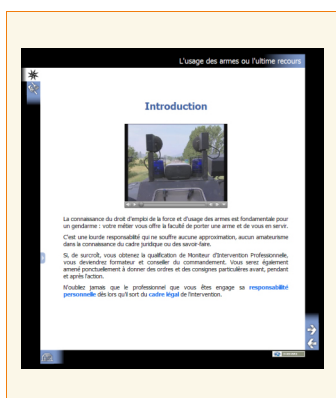 L'usage des armes ou l'ultime recours
Introduction
La connaissance du droit d'emploi de la force et d'usage des armes est fondamentale pour
un gendarme : votre métier vous offre la faculté de porter une arme et de vous en servir.
C'est une lourde responsabilité qui ne souffre aucune approximation, aucun amateurisme
dans la connaissance du cadre juridique ou des savoir-faire.
Si, de surcroît, vous obtenez la qualification de Moniteur d'Intervention Professionnelle,
vous deviendrez formateur et conseiller du commandement. Vous serez également
amené ponctuellement à donner des ordres et des consignes particulières avant, pendant
et après l'action.
N'oubliez jamais que le professionnel que vous êtes engage sa responsabilité
personnelle dès lors qu'il sort du cadre légal de l'intervention.